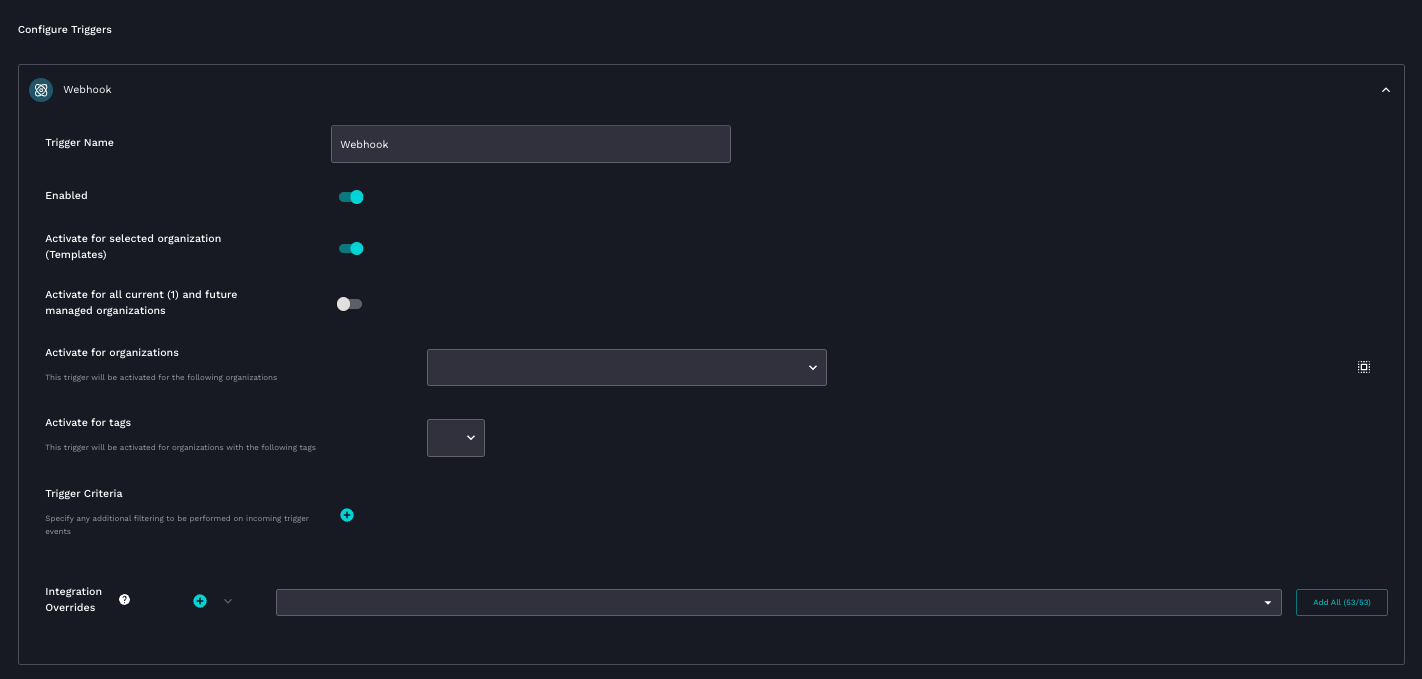 Configure Triggers
Webhook
Trigger Name
Webhook
Enabled
Activate for selected organization
(Templates)
Activate for all current (1) and future
managed organizations
Activate for organizations
This trigger will be activated for the following organizations
Activate for tags
This trigger will be activated for organizations with the following tags
Trigger Criteria
Specify any additional filtering to be performed on incoming trigger
events
Integration
Overrides
?
Add All (53/53)